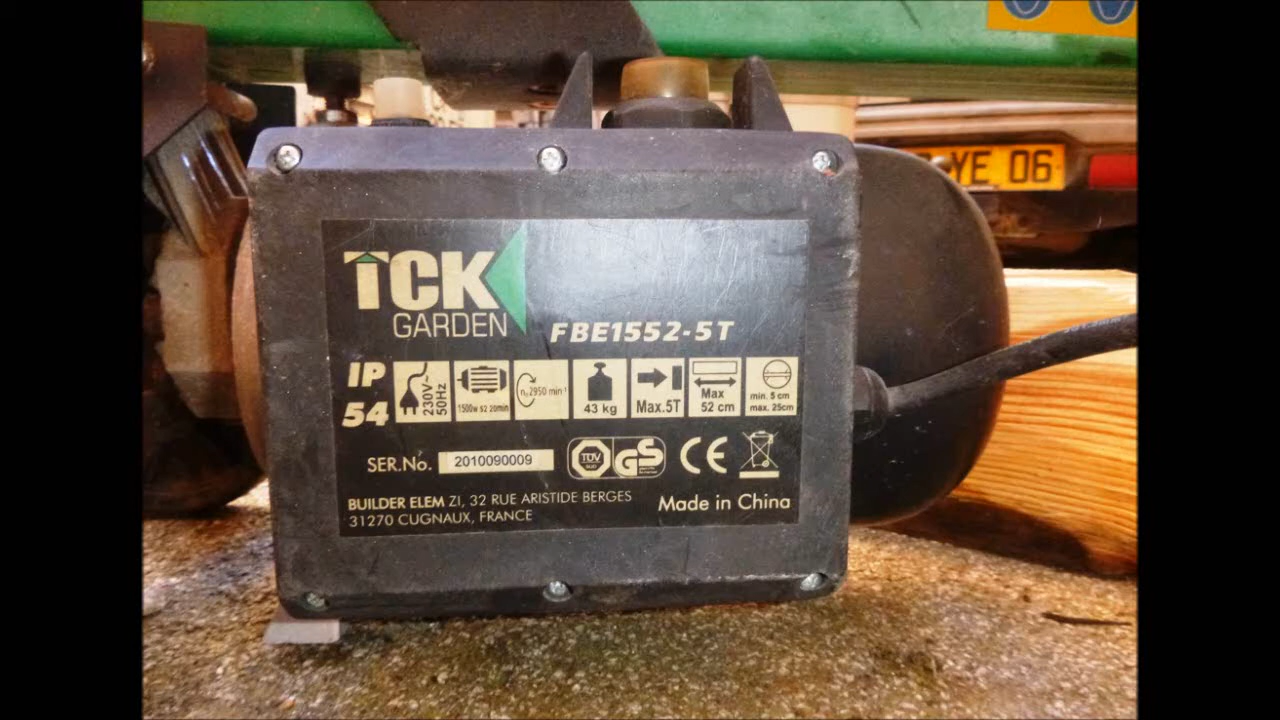 YE 06
TCK
GARDEN
FBE1552-5T
IP
54
230V~
50Hz
1500w s2 20min
n₀2950 min⁻¹
43 kg
Max.5T
Max
52 cm
min. 5 cm
max. 25cm
SER.No. 2010090009
TÜV
GS
CE
BUILDER ELEM ZI, 32 RUE ARISTIDE BERGES
31270 CUGNAUX, FRANCE
Made in China